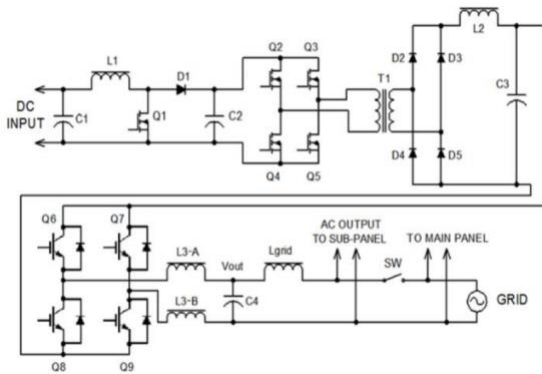 Q2 Q3
L2
L1
D1
T1
D2 D3
DC
INPUT
C1
Q1
C2
C3
Q4 Q5
D4 D5
Q6 Q7
AC OUTPUT
TO SUB-PANEL
TO MAIN PANEL
L3-A
Vout
Lgrid
SW
C4
L3-B
GRID
Q8 Q9